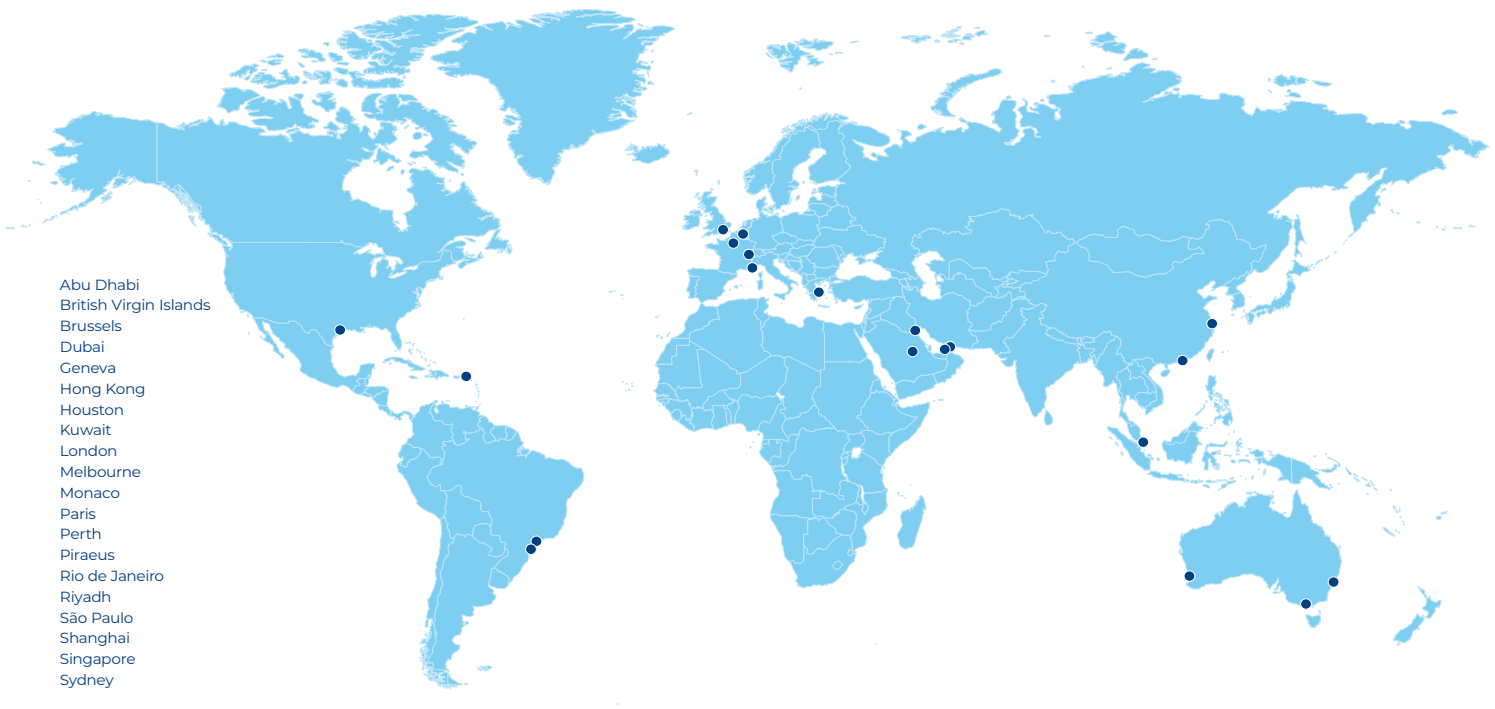 Abu Dhabi
British Virgin Islands
Brussels
Dubai
Geneva
Hong Kong
Houston
Kuwait
London
Melbourne
Monaco
Paris
Perth
Piraeus
Rio de Janeiro
Riyadh
São Paulo
Shanghai
Singapore
Sydney